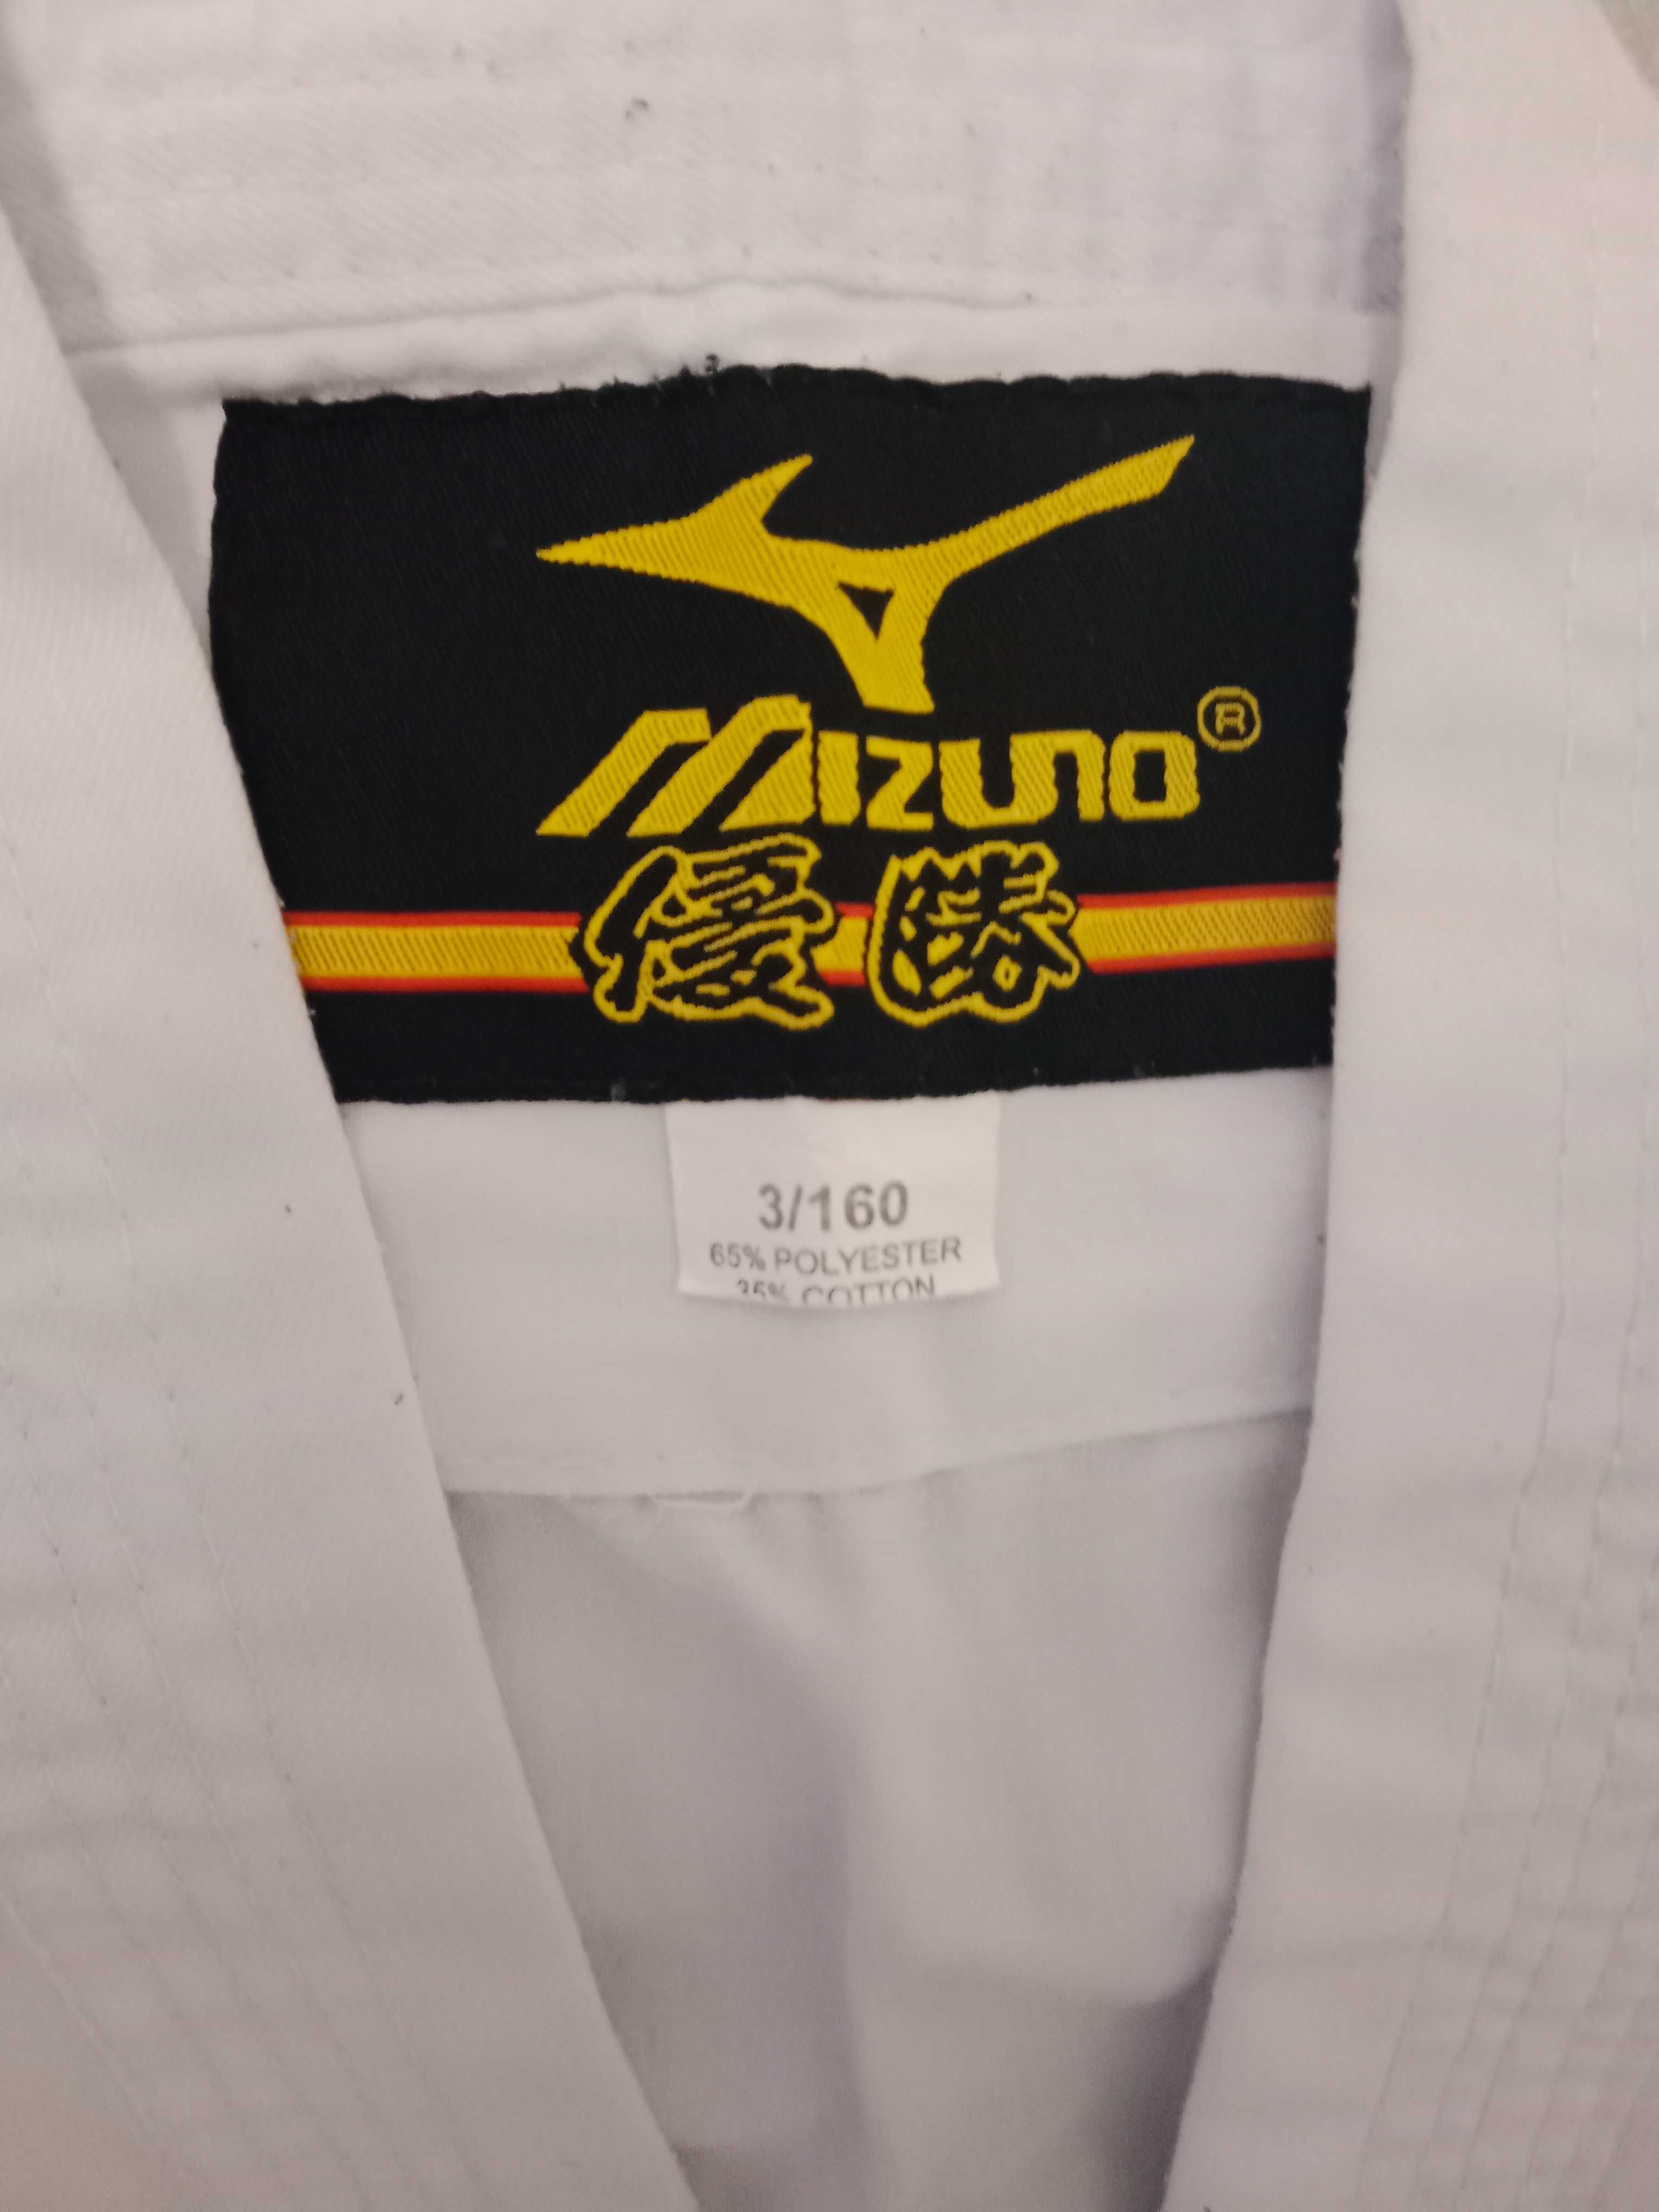 MIZUNO®
優勝
3/160
65% POLYESTER
35% COTTON